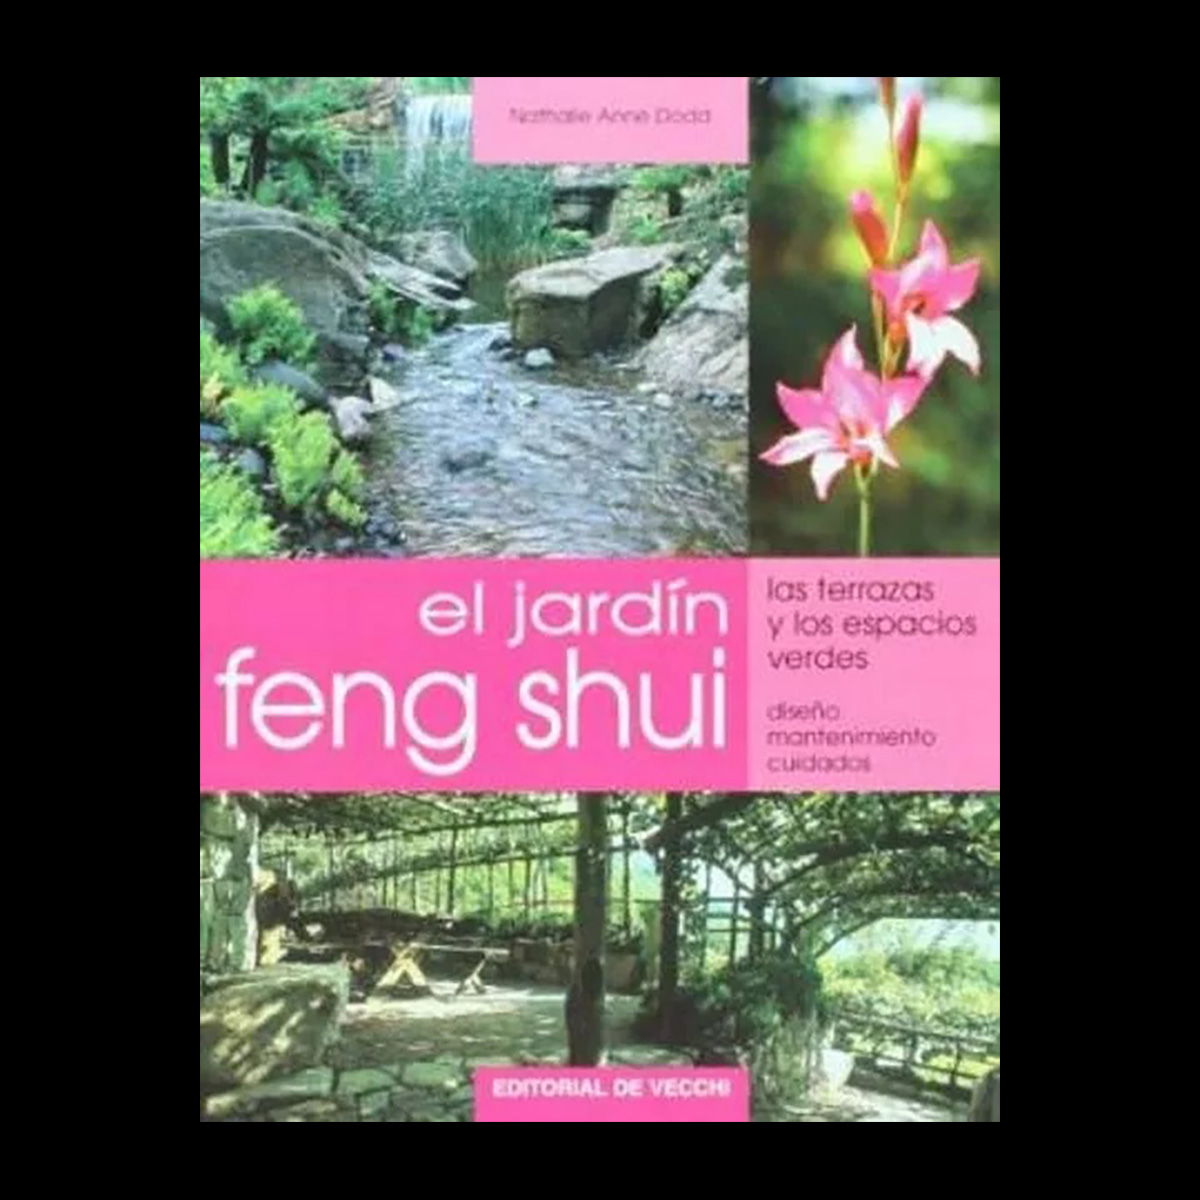 Nathalie Anne Dodd
el jardín
feng shui
las terrazas
y los espacios
verdes
diseño
mantenimiento
cuidados
EDITORIAL DE VECCHI